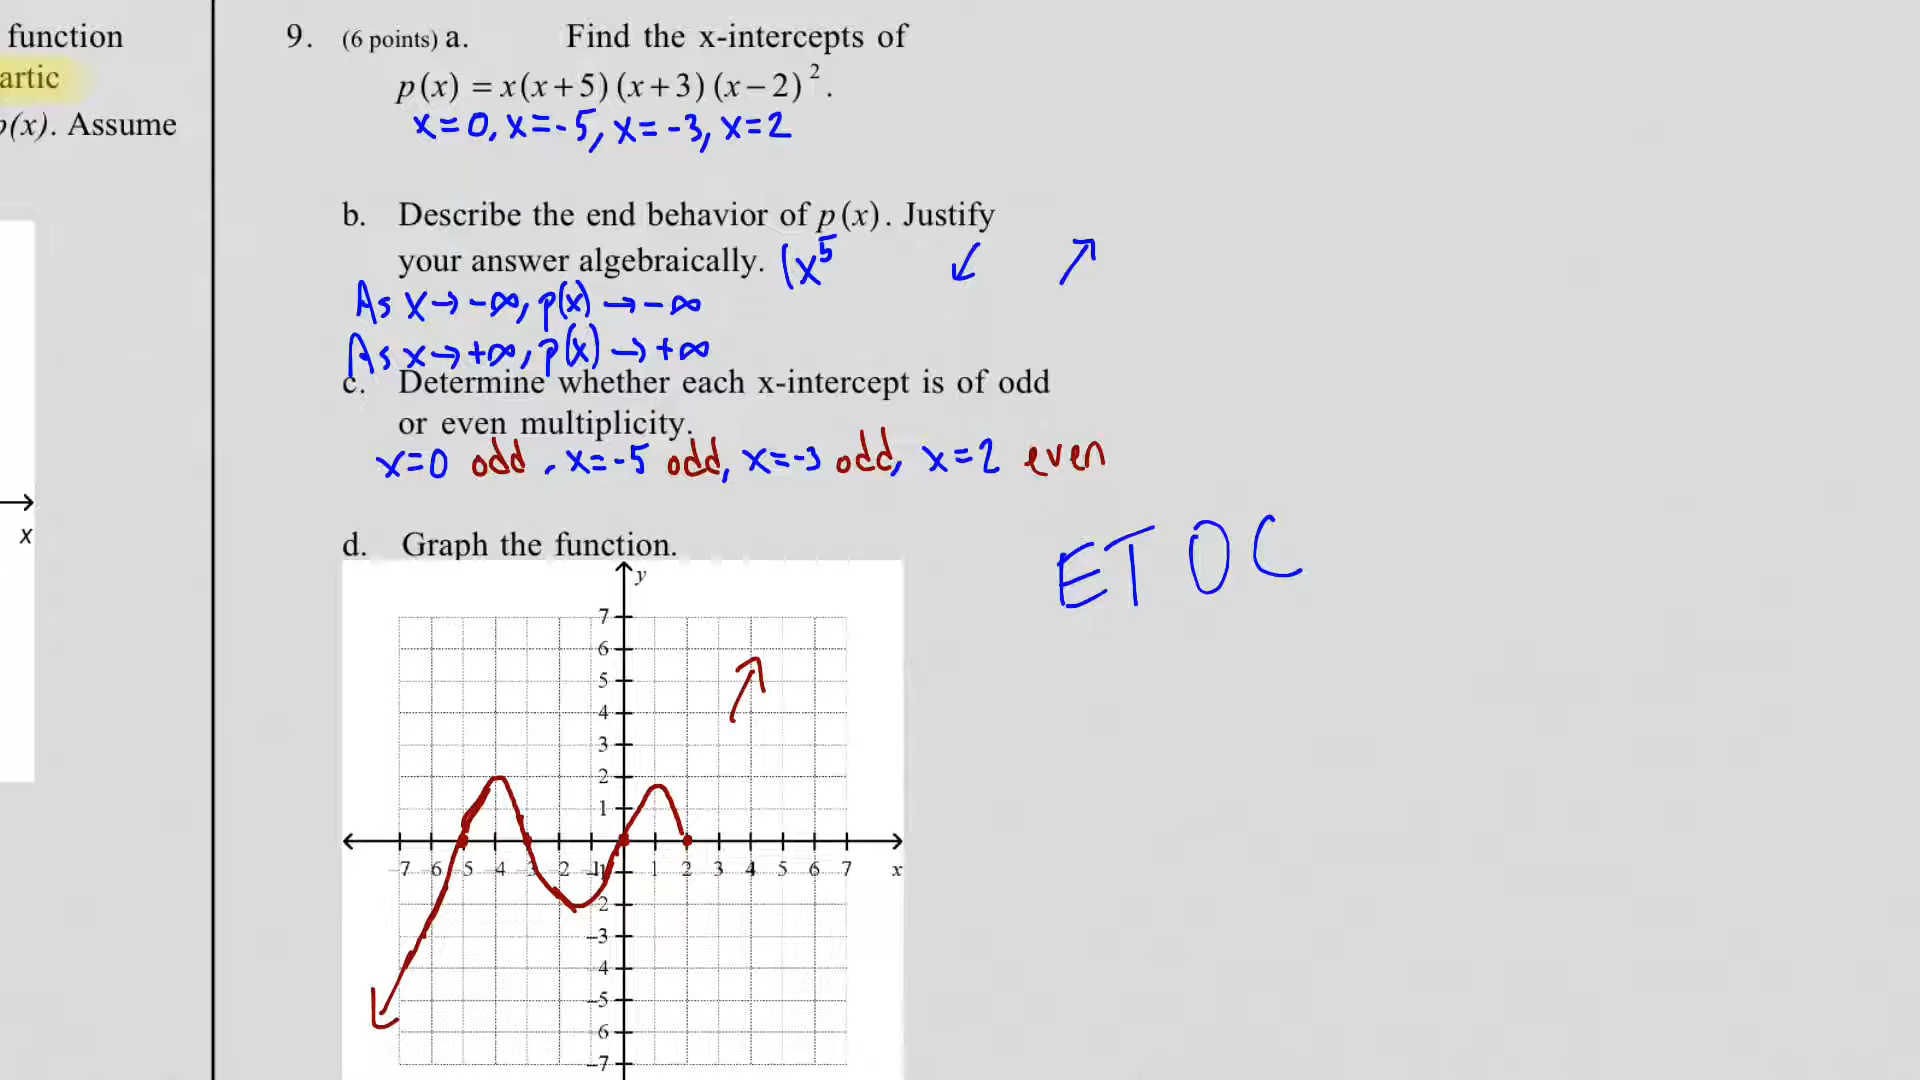 function
artic
p(x). Assume
x
9. (6 points) a. Find the x-intercepts of
p(x) = x(x+5)(x+3)(x−2)².
x=0, x=-5, x=-3, x=2
b. Describe the end behavior of p(x). Justify
your answer algebraically. (x⁵
As x→-∞, p(x)→-∞
As x→+∞, p(x)→+∞
c. Determine whether each x-intercept is of odd
or even multiplicity.
x=0 odd, x=-5 odd, x=-3 odd, x=2 even
d. Graph the function.
ETOC
y
7
6
5
4
3
2
1
-7 -6 -5 -4 -3 -2 -1 1 2 3 4 5 6 7 x
-2
-3
-4
-5
-6
-7